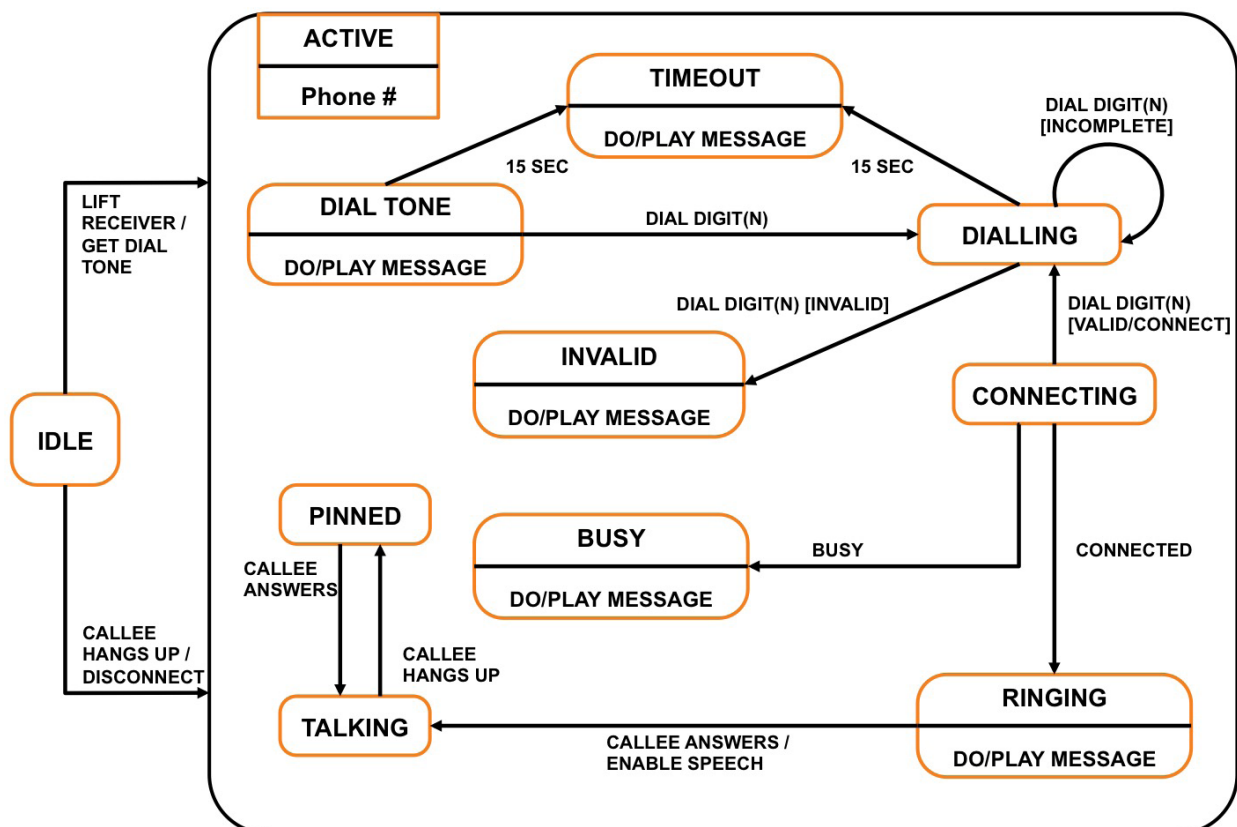 ACTIVE
Phone #
TIMEOUT
DO/PLAY MESSAGE
DIAL DIGIT(N)
[INCOMPLETE]
15 SEC
15 SEC
LIFT
RECEIVER /
GET DIAL
TONE
DIAL TONE
DO/PLAY MESSAGE
DIAL DIGIT(N)
DIALLING
DIAL DIGIT(N) [INVALID]
DIAL DIGIT(N)
[VALID/CONNECT]
INVALID
DO/PLAY MESSAGE
CONNECTING
IDLE
PINNED
BUSY
DO/PLAY MESSAGE
BUSY
CONNECTED
CALLEE
ANSWERS
CALLEE
HANGS UP /
DISCONNECT
CALLEE
HANGS UP
TALKING
RINGING
DO/PLAY MESSAGE
CALLEE ANSWERS /
ENABLE SPEECH